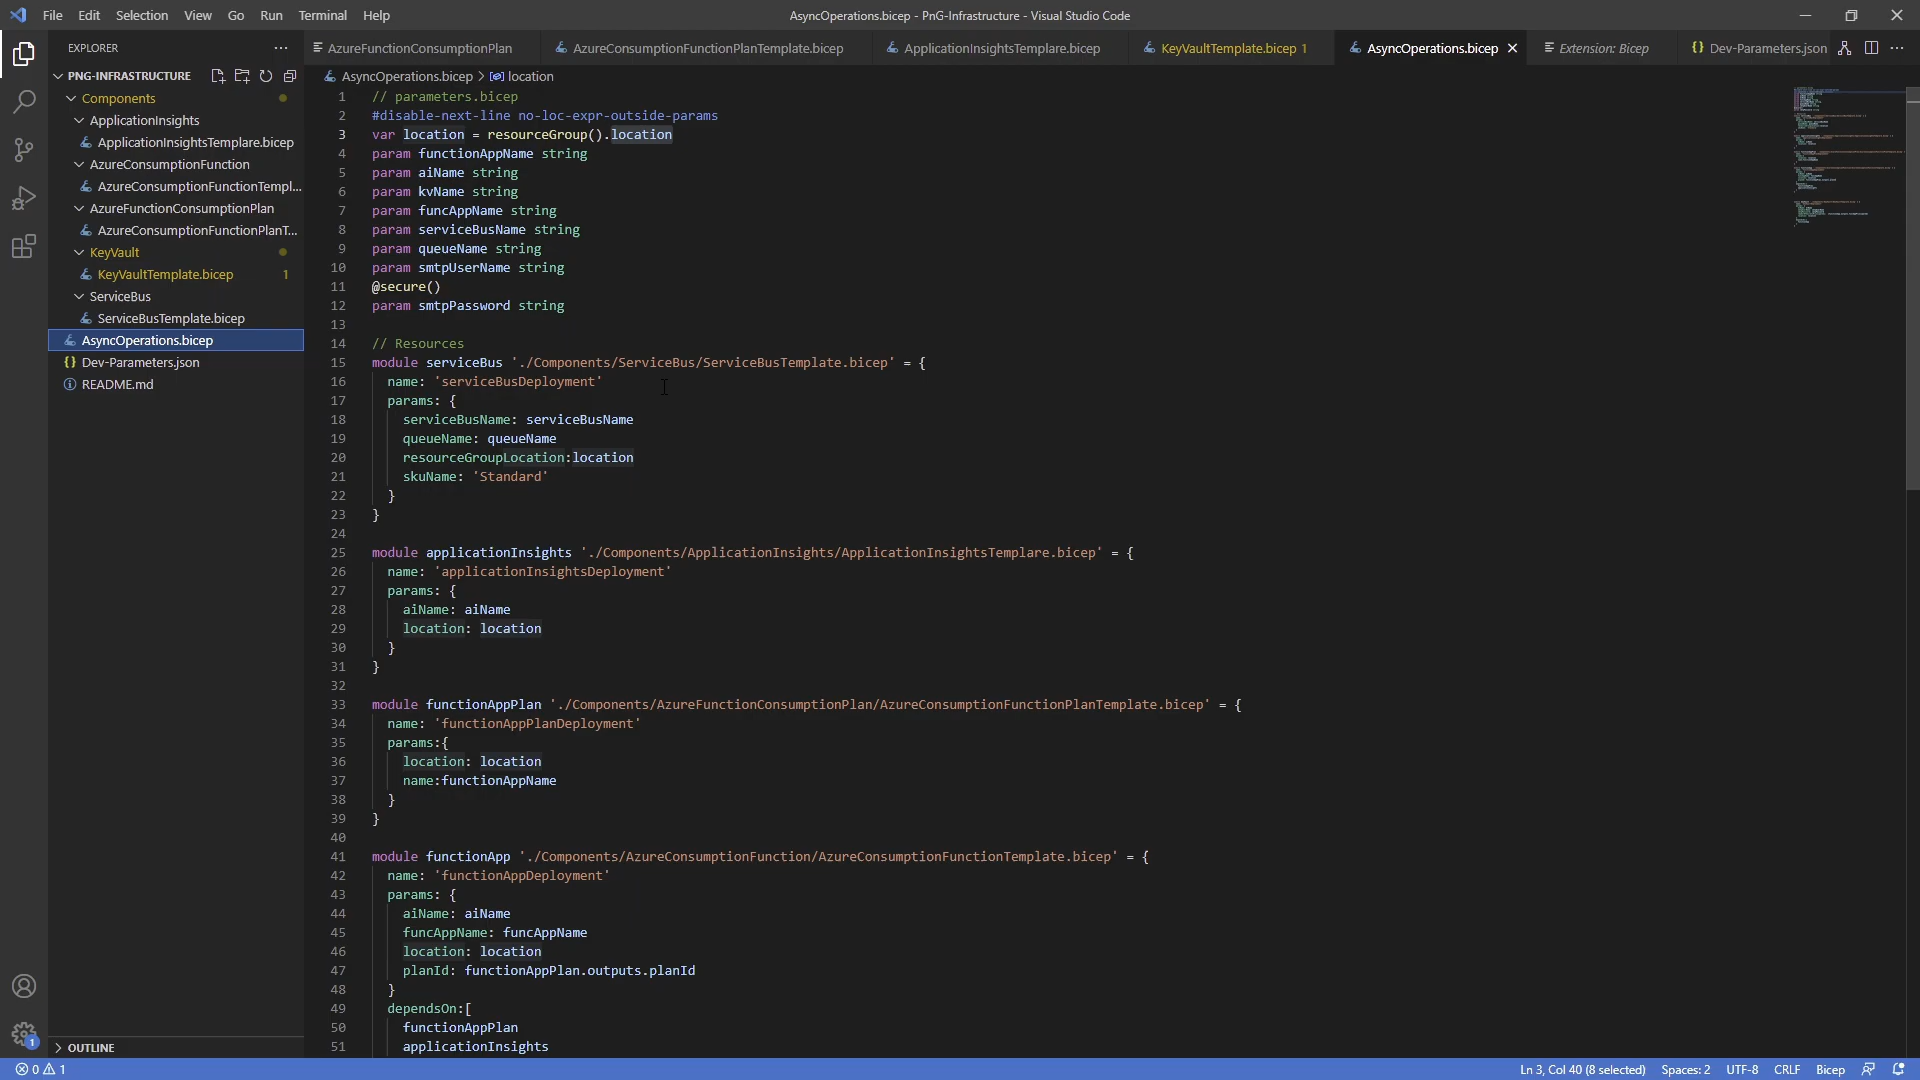 File Edit Selection View Go Run Terminal Help
AsyncOperations.bicep - PnG-Infrastructure - Visual Studio Code
EXPLORER
AzureFunctionConsumptionPlan
AzureConsumptionFunctionPlanTemplate.bicep
ApplicationInsightsTemplare.bicep
KeyVaultTemplate.bicep 1
AsyncOperations.bicep
Extension: Bicep
Dev-Parameters.json
PNG-INFRASTRUCTURE
Components
ApplicationInsights
ApplicationInsightsTemplare.bicep
AzureConsumptionFunction
AzureConsumptionFunctionTempl...
AzureFunctionConsumptionPlan
AzureConsumptionFunctionPlanT...
KeyVault
KeyVaultTemplate.bicep 1
ServiceBus
ServiceBusTemplate.bicep
AsyncOperations.bicep
Dev-Parameters.json
README.md
OUTLINE
1
AsyncOperations.bicep > location
1 // parameters.bicep
2 #disable-next-line no-loc-expr-outside-params
3 var location = resourceGroup().location
4 param functionAppName string
5 param aiName string
6 param kvName string
7 param funcAppName string
8 param serviceBusName string
9 param queueName string
10 param smtpUserName string
11 @secure()
12 param smtpPassword string
13
14 // Resources
15 module serviceBus './Components/ServiceBus/ServiceBusTemplate.bicep' = {
16 name: 'serviceBusDeployment'
17 params: {
18 serviceBusName: serviceBusName
19 queueName: queueName
20 resourceGroupLocation:location
21 skuName: 'Standard'
22 }
23 }
24
25 module applicationInsights './Components/ApplicationInsights/ApplicationInsightsTemplare.bicep' = {
26 name: 'applicationInsightsDeployment'
27 params: {
28 aiName: aiName
29 location: location
30 }
31 }
32
33 module functionAppPlan './Components/AzureFunctionConsumptionPlan/AzureConsumptionFunctionPlanTemplate.bicep' = {
34 name: 'functionAppPlanDeployment'
35 params:{
36 location: location
37 name:functionAppName
38 }
39 }
40
41 module functionApp './Components/AzureConsumptionFunction/AzureConsumptionFunctionTemplate.bicep' = {
42 name: 'functionAppDeployment'
43 params: {
44 aiName: aiName
45 funcAppName: funcAppName
46 location: location
47 planId: functionAppPlan.outputs.planId
48 }
49 dependsOn:[
50 functionAppPlan
51 applicationInsights
0 1
Ln 3, Col 40 (8 selected) Spaces: 2 UTF-8 CRLF Bicep